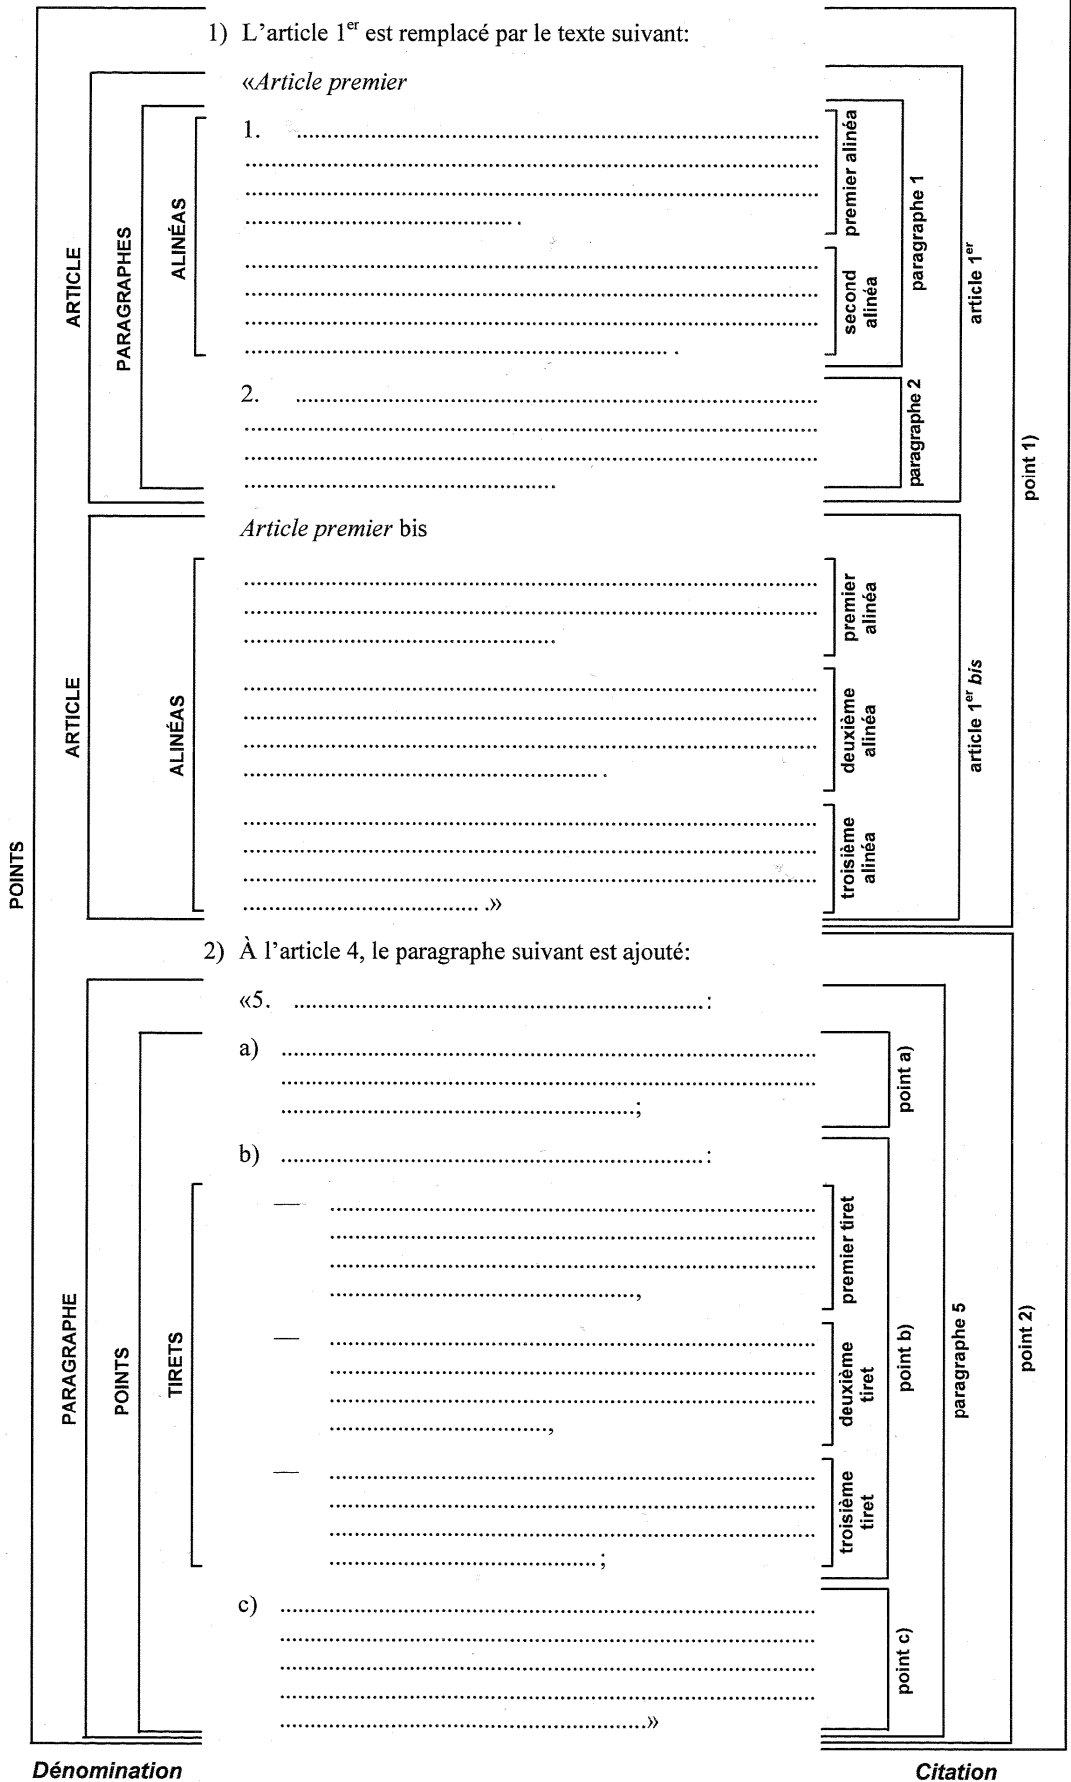 1) L'article 1er est remplacé par le texte suivant:
«Article premier
1. ..........
..........
..........
.......... .
..........
..........
..........
.......... .
2. ..........
..........
..........
..........
Article premier bis
..........
..........
..........
..........
..........
..........
.......... .
..........
..........
..........
.......... .»
2) À l'article 4, le paragraphe suivant est ajouté:
«5. .......... :
a) ..........
..........
..........;
b) .......... :
— ..........
..........
..........
..........,
— ..........
..........
..........
..........,
— ..........
..........
..........
.......... ;
c) ..........
..........
..........
..........
..........»
POINTS
ARTICLE
PARAGRAPHES
ALINÉAS
ARTICLE
ALINÉAS
PARAGRAPHE
POINTS
TIRETS
premier alinéa
second
alinéa
paragraphe 1
paragraphe 2
article 1er
point 1)
premier
alinéa
deuxième
alinéa
troisième
alinéa
article 1er bis
point a)
premier tiret
deuxième
tiret
troisième
tiret
point b)
point c)
paragraphe 5
point 2)
Dénomination
Citation